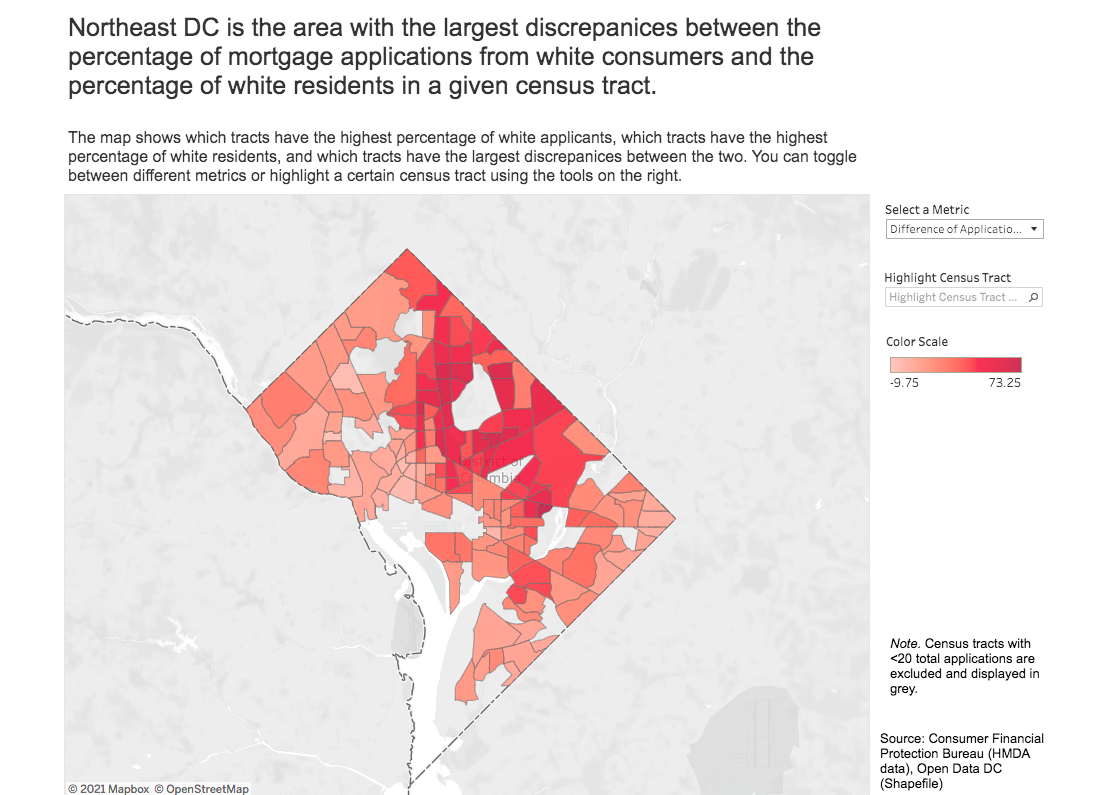 Northeast DC is the area with the largest discrepanices between the
percentage of mortgage applications from white consumers and the
percentage of white residents in a given census tract.
The map shows which tracts have the highest percentage of white applicants, which tracts have the highest
percentage of white residents, and which tracts have the largest discrepanices between the two. You can toggle
between different metrics or highlight a certain census tract using the tools on the right.
Select a Metric
Difference of Applicatio...
Highlight Census Tract
Highlight Census Tract ...
Color Scale
-9.75 73.25
District of
Columbia
Note. Census tracts with
<20 total applications are
excluded and displayed in
grey.
Source: Consumer Financial
Protection Bureau (HMDA
data), Open Data DC
(Shapefile)
© 2021 Mapbox © OpenStreetMap